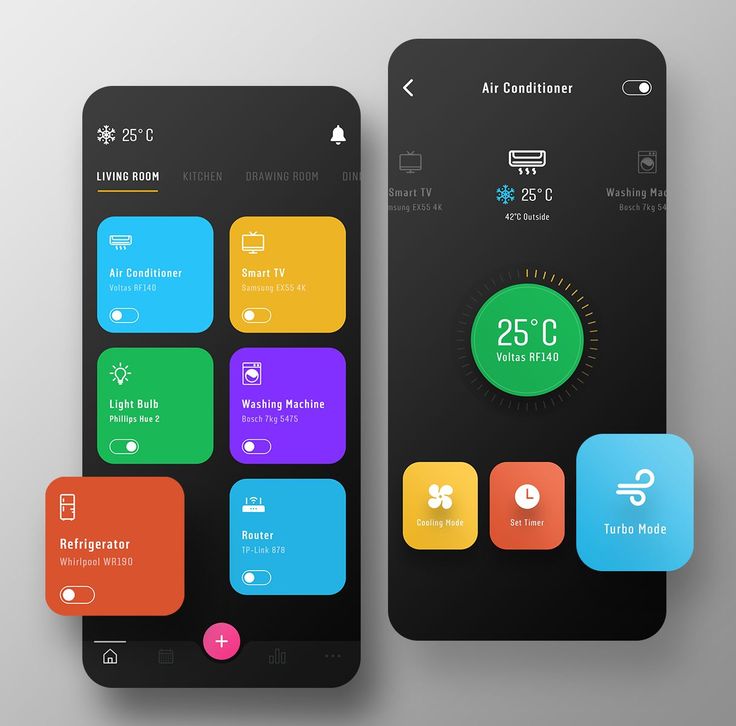 25° C
LIVING ROOM KITCHEN DRAWING ROOM DIN
Air Conditioner
Voltas RF140
Smart TV
Samsung EX55 4K
Light Bulb
Phillips Hue 2
Washing Machine
Bosch 7kg 5475
Refrigerator
Whirlpool WR190
Router
TP-Link 878
+
Air Conditioner
Smart TV
msung EX55 4K
25° C
42°C Outside
Washing Mac
Bosch 7kg 5
25°C
Voltas RF140
Cooling Mode
Set Timer
Turbo Mode